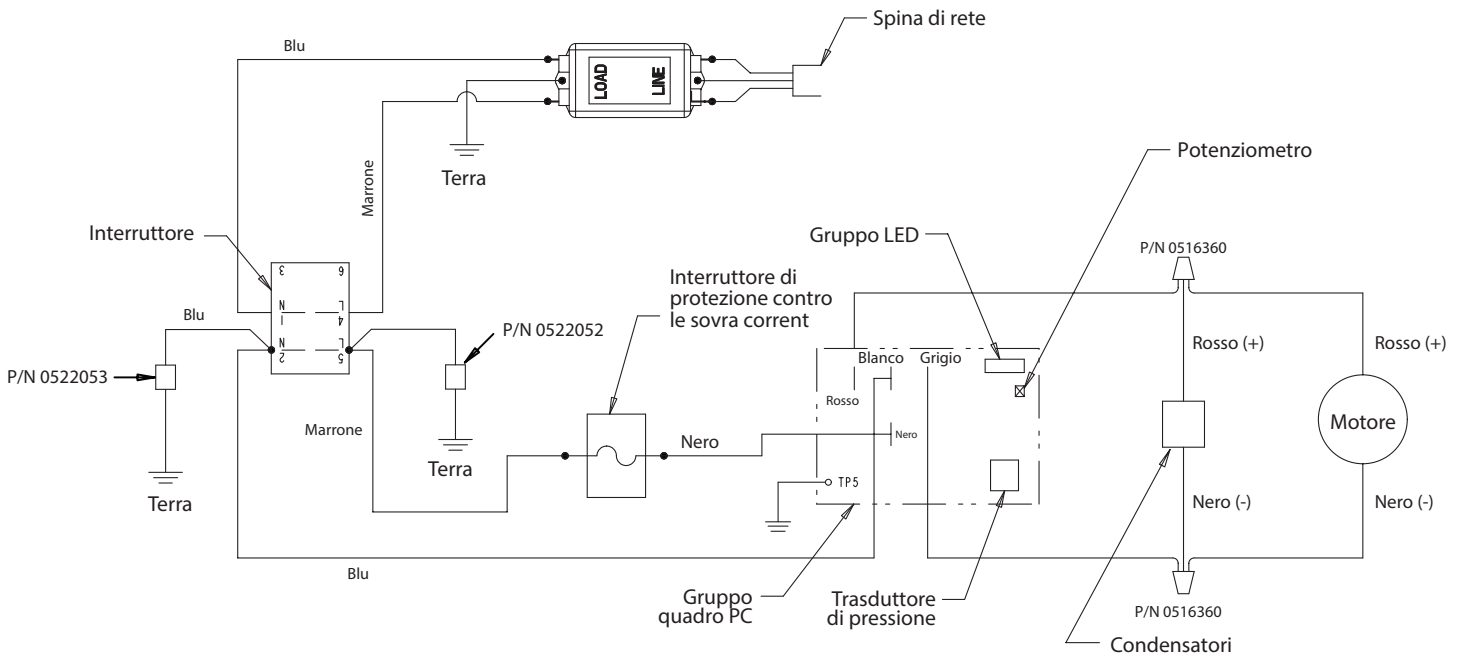 Spina di rete
Blu
LOAD
LINE
Terra
Marrone
Potenziometro
Interruttore
Gruppo LED
P/N 0516360
3
6
Interruttore di
protezione contro
le sovra corrent
N
L
1
4
Blu
N
L
2
5
P/N 0522052
P/N 0522053
Rosso (+)
Rosso (+)
Blanco
Grigio
Rosso
Marrone
Motore
Nero
Nero
Terra
TP5
Terra
Nero (-)
Nero (-)
Blu
Gruppo
quadro PC
Trasduttore
di pressione
P/N 0516360
Condensatori